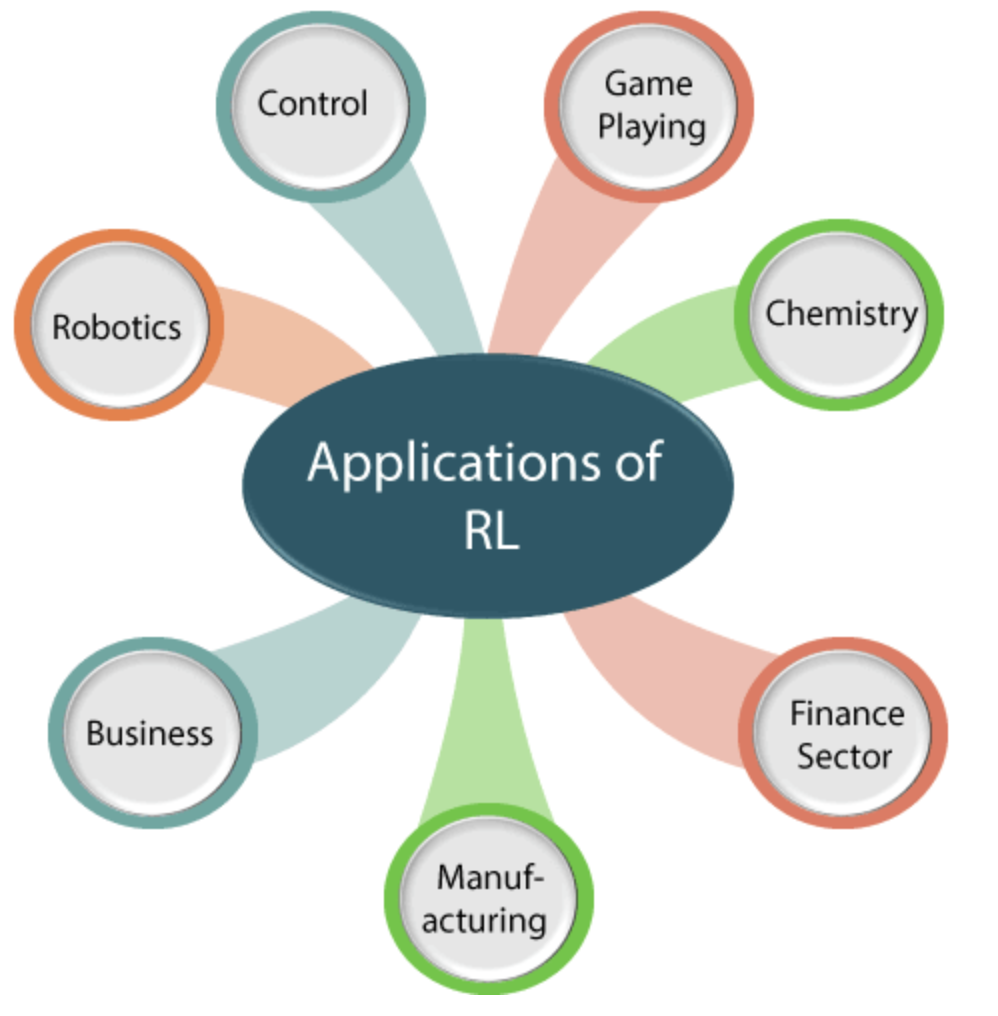 Control
Game
Playing
Robotics
Chemistry
Applications of
RL
Business
Finance
Sector
Manuf-
acturing